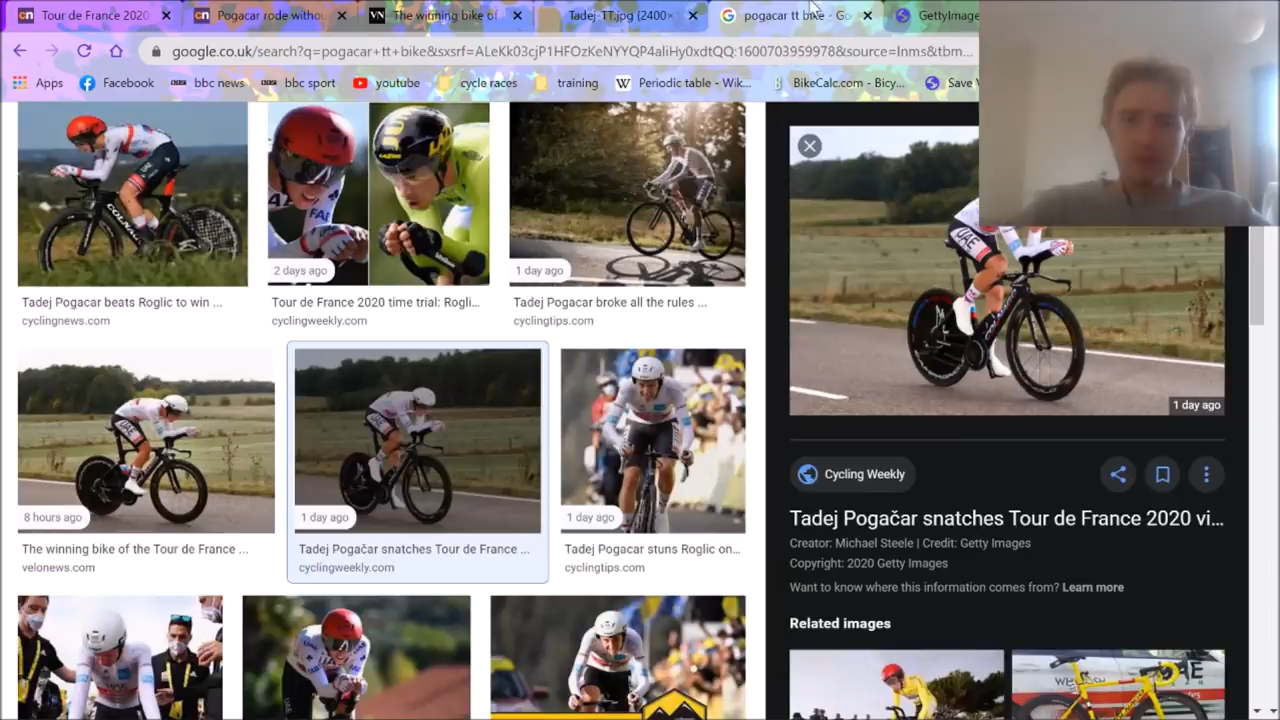 Tour de France 2020
Pogacar rode withou
The winning bike of
Tadej-TT.jpg (2400×
pogacar tt bike - Go
GettyImage
google.co.uk/search?q=pogacar+tt+bike&sxsrf=ALeKk03cjP1HFOzKeNYYQP4aliHy0xdtQQ:1600703959978&source=lnms&tbm...
Apps
Facebook
bbc news
bbc sport
youtube
cycle races
training
Periodic table - Wik...
BikeCalc.com - Bicy...
Save V
2 days ago
1 day ago
Tadej Pogacar beats Roglic to win ...
cyclingnews.com
Tour de France 2020 time trial: Rogli...
cyclingweekly.com
Tadej Pogacar broke all the rules ...
cyclingtips.com
8 hours ago
1 day ago
1 day ago
The winning bike of the Tour de France ...
velonews.com
Tadej Pogačar snatches Tour de France ...
cyclingweekly.com
Tadej Pogacar stuns Roglic on...
cyclingtips.com
UAE
1 day ago
Cycling Weekly
Tadej Pogačar snatches Tour de France 2020 vi...
Creator: Michael Steele | Credit: Getty Images
Copyright: 2020 Getty Images
Want to know where this information comes from? Learn more
Related images